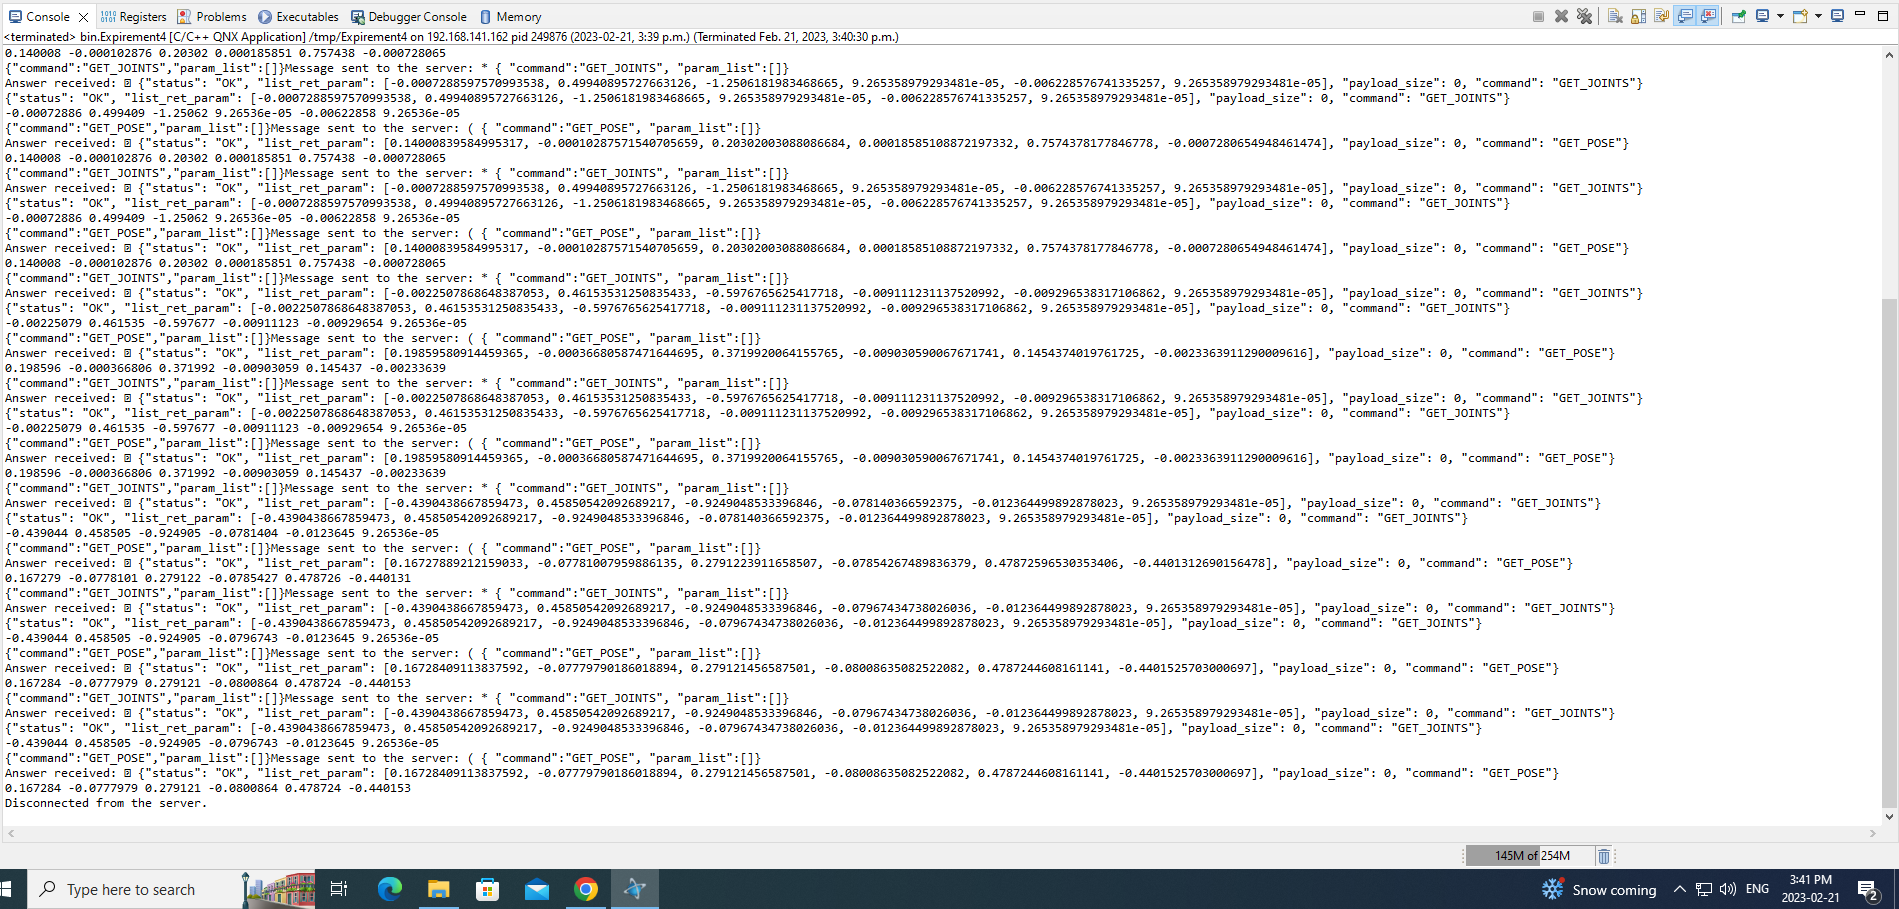 Console Registers Problems Executables Debugger Console Memory
<terminated> bin.Expirement4 [C/C++ QNX Application] /tmp/Expirement4 on 192.168.141.162 pid 249876 (2023-02-21, 3:39 p.m.) (Terminated Feb. 21, 2023, 3:40:30 p.m.)
0.140008 -0.000102876 0.20302 0.000185851 0.757438 -0.000728065
{"command":"GET_JOINTS","param_list":[]}Message sent to the server: * { "command":"GET_JOINTS", "param_list":[]}
Answer received: {"status": "OK", "list_ret_param": [-0.0007288597570993538, 0.49940895727663126, -1.2506181983468665, 9.265358979293481e-05, -0.006228576741335257, 9.265358979293481e-05], "payload_size": 0, "command": "GET_JOINTS"}
{"status": "OK", "list_ret_param": [-0.0007288597570993538, 0.49940895727663126, -1.2506181983468665, 9.265358979293481e-05, -0.006228576741335257, 9.265358979293481e-05], "payload_size": 0, "command": "GET_JOINTS"}
-0.00072886 0.499409 -1.25062 9.26536e-05 -0.00622858 9.26536e-05
{"command":"GET_POSE","param_list":[]}Message sent to the server: ( { "command":"GET_POSE", "param_list":[]}
Answer received: {"status": "OK", "list_ret_param": [0.14000839584995317, -0.00010287571540705659, 0.20302003088086684, 0.00018585108872197332, 0.7574378177846778, -0.0007280654948461474], "payload_size": 0, "command": "GET_POSE"}
0.140008 -0.000102876 0.20302 0.000185851 0.757438 -0.000728065
{"command":"GET_JOINTS","param_list":[]}Message sent to the server: * { "command":"GET_JOINTS", "param_list":[]}
Answer received: {"status": "OK", "list_ret_param": [-0.0007288597570993538, 0.49940895727663126, -1.2506181983468665, 9.265358979293481e-05, -0.006228576741335257, 9.265358979293481e-05], "payload_size": 0, "command": "GET_JOINTS"}
{"status": "OK", "list_ret_param": [-0.0007288597570993538, 0.49940895727663126, -1.2506181983468665, 9.265358979293481e-05, -0.006228576741335257, 9.265358979293481e-05], "payload_size": 0, "command": "GET_JOINTS"}
-0.00072886 0.499409 -1.25062 9.26536e-05 -0.00622858 9.26536e-05
{"command":"GET_POSE","param_list":[]}Message sent to the server: ( { "command":"GET_POSE", "param_list":[]}
Answer received: {"status": "OK", "list_ret_param": [0.14000839584995317, -0.00010287571540705659, 0.20302003088086684, 0.00018585108872197332, 0.7574378177846778, -0.0007280654948461474], "payload_size": 0, "command": "GET_POSE"}
0.140008 -0.000102876 0.20302 0.000185851 0.757438 -0.000728065
{"command":"GET_JOINTS","param_list":[]}Message sent to the server: * { "command":"GET_JOINTS", "param_list":[]}
Answer received: {"status": "OK", "list_ret_param": [-0.0022507868648387053, 0.46153531250835433, -0.5976765625417718, -0.009111231137520992, -0.009296538317106862, 9.265358979293481e-05], "payload_size": 0, "command": "GET_JOINTS"}
{"status": "OK", "list_ret_param": [-0.0022507868648387053, 0.46153531250835433, -0.5976765625417718, -0.009111231137520992, -0.009296538317106862, 9.265358979293481e-05], "payload_size": 0, "command": "GET_JOINTS"}
-0.00225079 0.461535 -0.597677 -0.00911123 -0.00929654 9.26536e-05
{"command":"GET_POSE","param_list":[]}Message sent to the server: ( { "command":"GET_POSE", "param_list":[]}
Answer received: {"status": "OK", "list_ret_param": [0.19859580914459365, -0.00036680587471644695, 0.3719920064155765, -0.009030590067671741, 0.1454374019761725, -0.0023363911290009616], "payload_size": 0, "command": "GET_POSE"}
0.198596 -0.000366806 0.371992 -0.00903059 0.145437 -0.00233639
{"command":"GET_JOINTS","param_list":[]}Message sent to the server: * { "command":"GET_JOINTS", "param_list":[]}
Answer received: {"status": "OK", "list_ret_param": [-0.0022507868648387053, 0.46153531250835433, -0.5976765625417718, -0.009111231137520992, -0.009296538317106862, 9.265358979293481e-05], "payload_size": 0, "command": "GET_JOINTS"}
{"status": "OK", "list_ret_param": [-0.0022507868648387053, 0.46153531250835433, -0.5976765625417718, -0.009111231137520992, -0.009296538317106862, 9.265358979293481e-05], "payload_size": 0, "command": "GET_JOINTS"}
-0.00225079 0.461535 -0.597677 -0.00911123 -0.00929654 9.26536e-05
{"command":"GET_POSE","param_list":[]}Message sent to the server: ( { "command":"GET_POSE", "param_list":[]}
Answer received: {"status": "OK", "list_ret_param": [0.19859580914459365, -0.00036680587471644695, 0.3719920064155765, -0.009030590067671741, 0.1454374019761725, -0.0023363911290009616], "payload_size": 0, "command": "GET_POSE"}
0.198596 -0.000366806 0.371992 -0.00903059 0.145437 -0.00233639
{"command":"GET_JOINTS","param_list":[]}Message sent to the server: * { "command":"GET_JOINTS", "param_list":[]}
Answer received: {"status": "OK", "list_ret_param": [-0.4390438667859473, 0.45850542092689217, -0.9249048533396846, -0.078140366592375, -0.012364499892878023, 9.265358979293481e-05], "payload_size": 0, "command": "GET_JOINTS"}
{"status": "OK", "list_ret_param": [-0.4390438667859473, 0.45850542092689217, -0.9249048533396846, -0.078140366592375, -0.012364499892878023, 9.265358979293481e-05], "payload_size": 0, "command": "GET_JOINTS"}
-0.439044 0.458505 -0.924905 -0.0781404 -0.0123645 9.26536e-05
{"command":"GET_POSE","param_list":[]}Message sent to the server: ( { "command":"GET_POSE", "param_list":[]}
Answer received: {"status": "OK", "list_ret_param": [0.16727889212159033, -0.07781007959886135, 0.2791223911658507, -0.07854267489836379, 0.47872596530353406, -0.4401312690156478], "payload_size": 0, "command": "GET_POSE"}
0.167279 -0.0778101 0.279122 -0.0785427 0.478726 -0.440131
{"command":"GET_JOINTS","param_list":[]}Message sent to the server: * { "command":"GET_JOINTS", "param_list":[]}
Answer received: {"status": "OK", "list_ret_param": [-0.4390438667859473, 0.45850542092689217, -0.9249048533396846, -0.07967434738026036, -0.012364499892878023, 9.265358979293481e-05], "payload_size": 0, "command": "GET_JOINTS"}
{"status": "OK", "list_ret_param": [-0.4390438667859473, 0.45850542092689217, -0.9249048533396846, -0.07967434738026036, -0.012364499892878023, 9.265358979293481e-05], "payload_size": 0, "command": "GET_JOINTS"}
-0.439044 0.458505 -0.924905 -0.0796743 -0.0123645 9.26536e-05
{"command":"GET_POSE","param_list":[]}Message sent to the server: ( { "command":"GET_POSE", "param_list":[]}
Answer received: {"status": "OK", "list_ret_param": [0.16728409113837592, -0.07779790186018894, 0.279121456587501, -0.08008635082522082, 0.4787244608161141, -0.4401525703000697], "payload_size": 0, "command": "GET_POSE"}
0.167284 -0.0777979 0.279121 -0.0800864 0.478724 -0.440153
{"command":"GET_JOINTS","param_list":[]}Message sent to the server: * { "command":"GET_JOINTS", "param_list":[]}
Answer received: {"status": "OK", "list_ret_param": [-0.4390438667859473, 0.45850542092689217, -0.9249048533396846, -0.07967434738026036, -0.012364499892878023, 9.265358979293481e-05], "payload_size": 0, "command": "GET_JOINTS"}
{"status": "OK", "list_ret_param": [-0.4390438667859473, 0.45850542092689217, -0.9249048533396846, -0.07967434738026036, -0.012364499892878023, 9.265358979293481e-05], "payload_size": 0, "command": "GET_JOINTS"}
-0.439044 0.458505 -0.924905 -0.0796743 -0.0123645 9.26536e-05
{"command":"GET_POSE","param_list":[]}Message sent to the server: ( { "command":"GET_POSE", "param_list":[]}
Answer received: {"status": "OK", "list_ret_param": [0.16728409113837592, -0.07779790186018894, 0.279121456587501, -0.08008635082522082, 0.4787244608161141, -0.4401525703000697], "payload_size": 0, "command": "GET_POSE"}
0.167284 -0.0777979 0.279121 -0.0800864 0.478724 -0.440153
Disconnected from the server.
145M of 254M
Type here to search
Snow coming
ENG
3:41 PM
2023-02-21
2